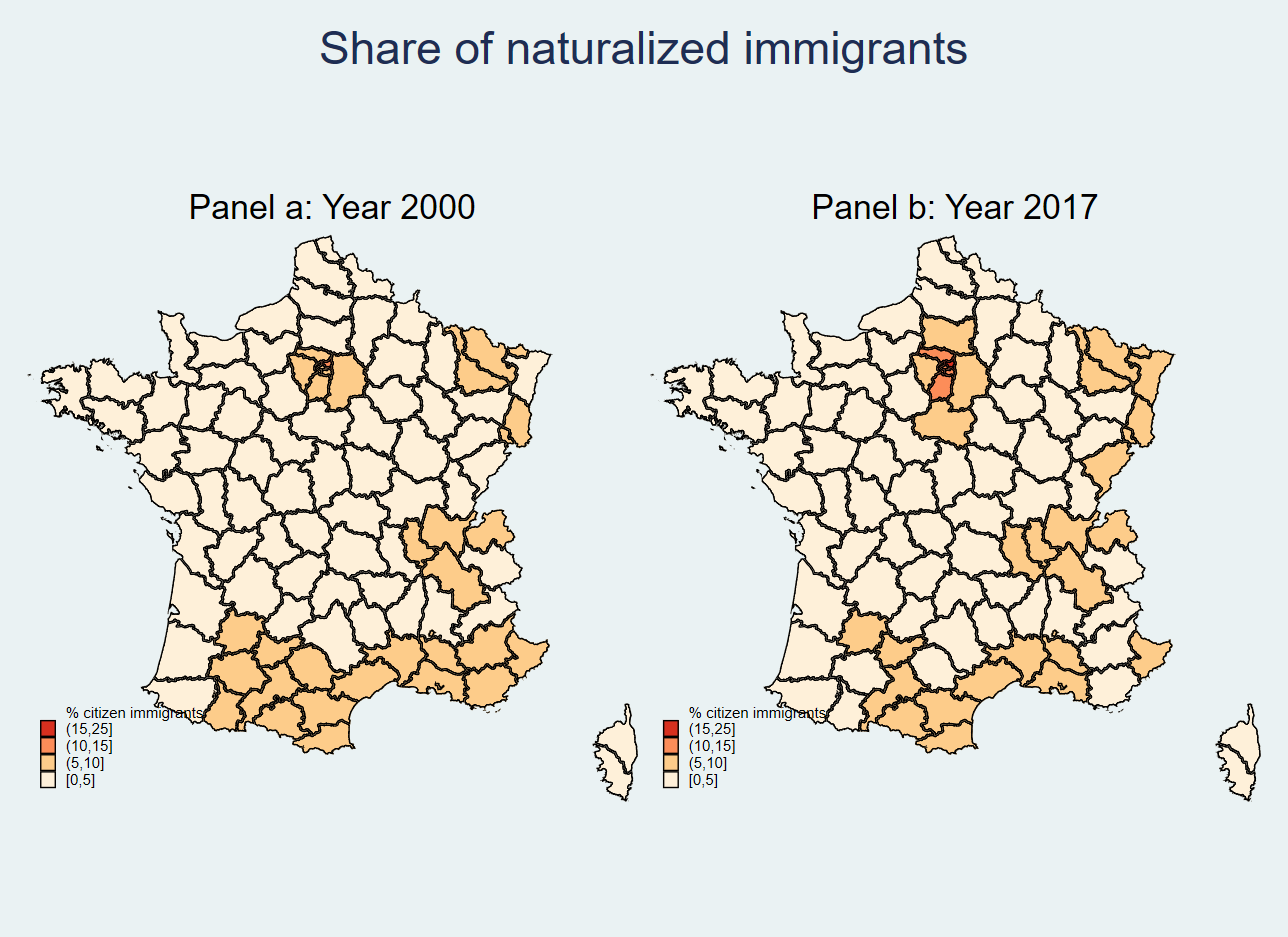 Share of naturalized immigrants
Panel a: Year 2000
Panel b: Year 2017
% citizen immigrants
(15,25]
(10,15]
(5,10]
[0,5]
% citizen immigrants
(15,25]
(10,15]
(5,10]
[0,5]